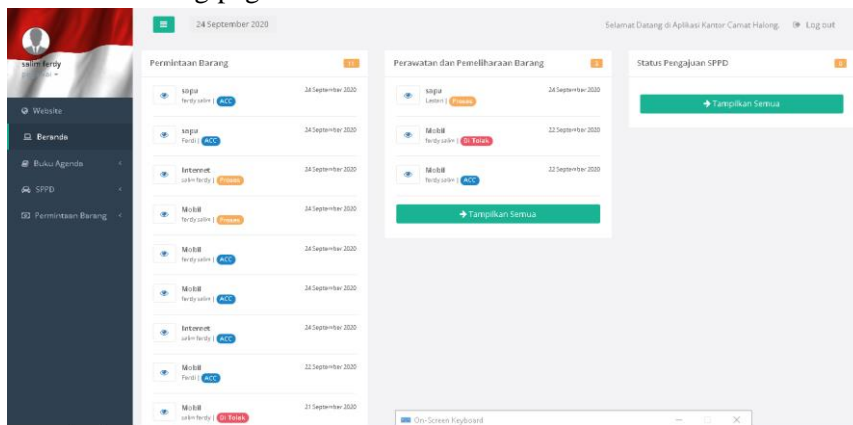 24 September 2020
Selamat Datang di Aplikasi Kantor Camat Halong.
Log out
salim ferdy
Website
Beranda
Buku Agenda
SPPD
Permintaan Barang
Permintaan Barang
11
sapu
24 September 2020
ferdy salim | ACC
sapu
24 September 2020
Ferdi | ACC
Internet
24 September 2020
salim ferdy | Proses
Mobil
24 September 2020
ferdy salim | Proses
Mobil
24 September 2020
ferdy salim | ACC
Mobil
24 September 2020
ferdy salim | ACC
Internet
24 September 2020
salim ferdy | ACC
Mobil
22 September 2020
Ferdi | ACC
Mobil
21 September 2020
salim ferdy | Di Tolak
Perawatan dan Pemeliharaan Barang
sapu
24 September 2020
Lestari | Proses
Mobil
22 September 2020
ferdy salim | Di Tolak
Mobil
22 September 2020
ferdy salim | ACC
Tampilkan Semua
Status Pengajuan SPPD
Tampilkan Semua
On-Screen Keyboard